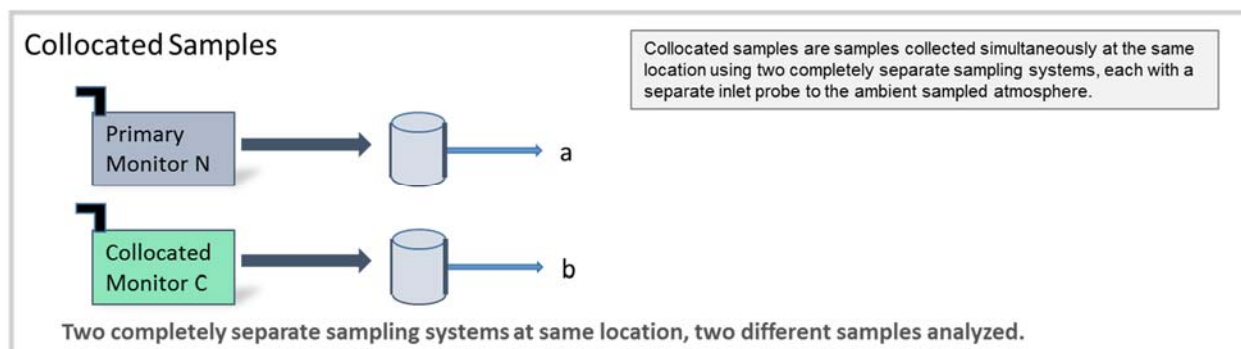 Collocated Samples
Collocated samples are samples collected simultaneously at the same
location using two completely separate sampling systems, each with a
separate inlet probe to the ambient sampled atmosphere.
Primary
Monitor N
a
Collocated
Monitor C
b
Two completely separate sampling systems at same location, two different samples analyzed.